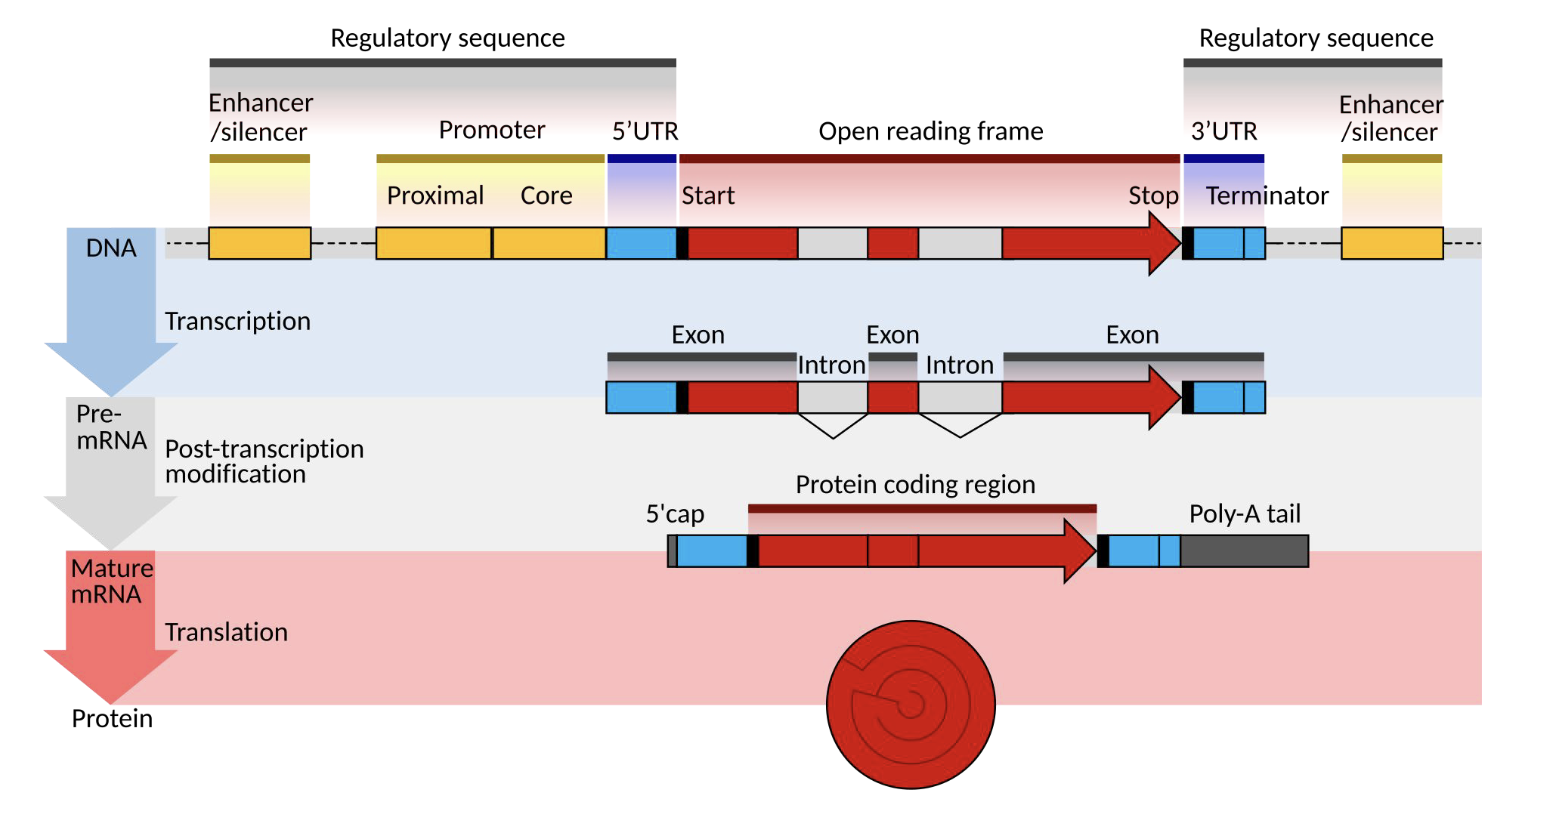 Regulatory sequence
Regulatory sequence
Enhancer
/silencer
Promoter
5’UTR
Open reading frame
3’UTR
Enhancer
/silencer
Proximal
Core
Start
Stop
Terminator
DNA
Transcription
Exon
Exon
Exon
Intron
Intron
Pre-
mRNA
Post-transcription
modification
Protein coding region
5'cap
Poly-A tail
Mature
mRNA
Translation
Protein